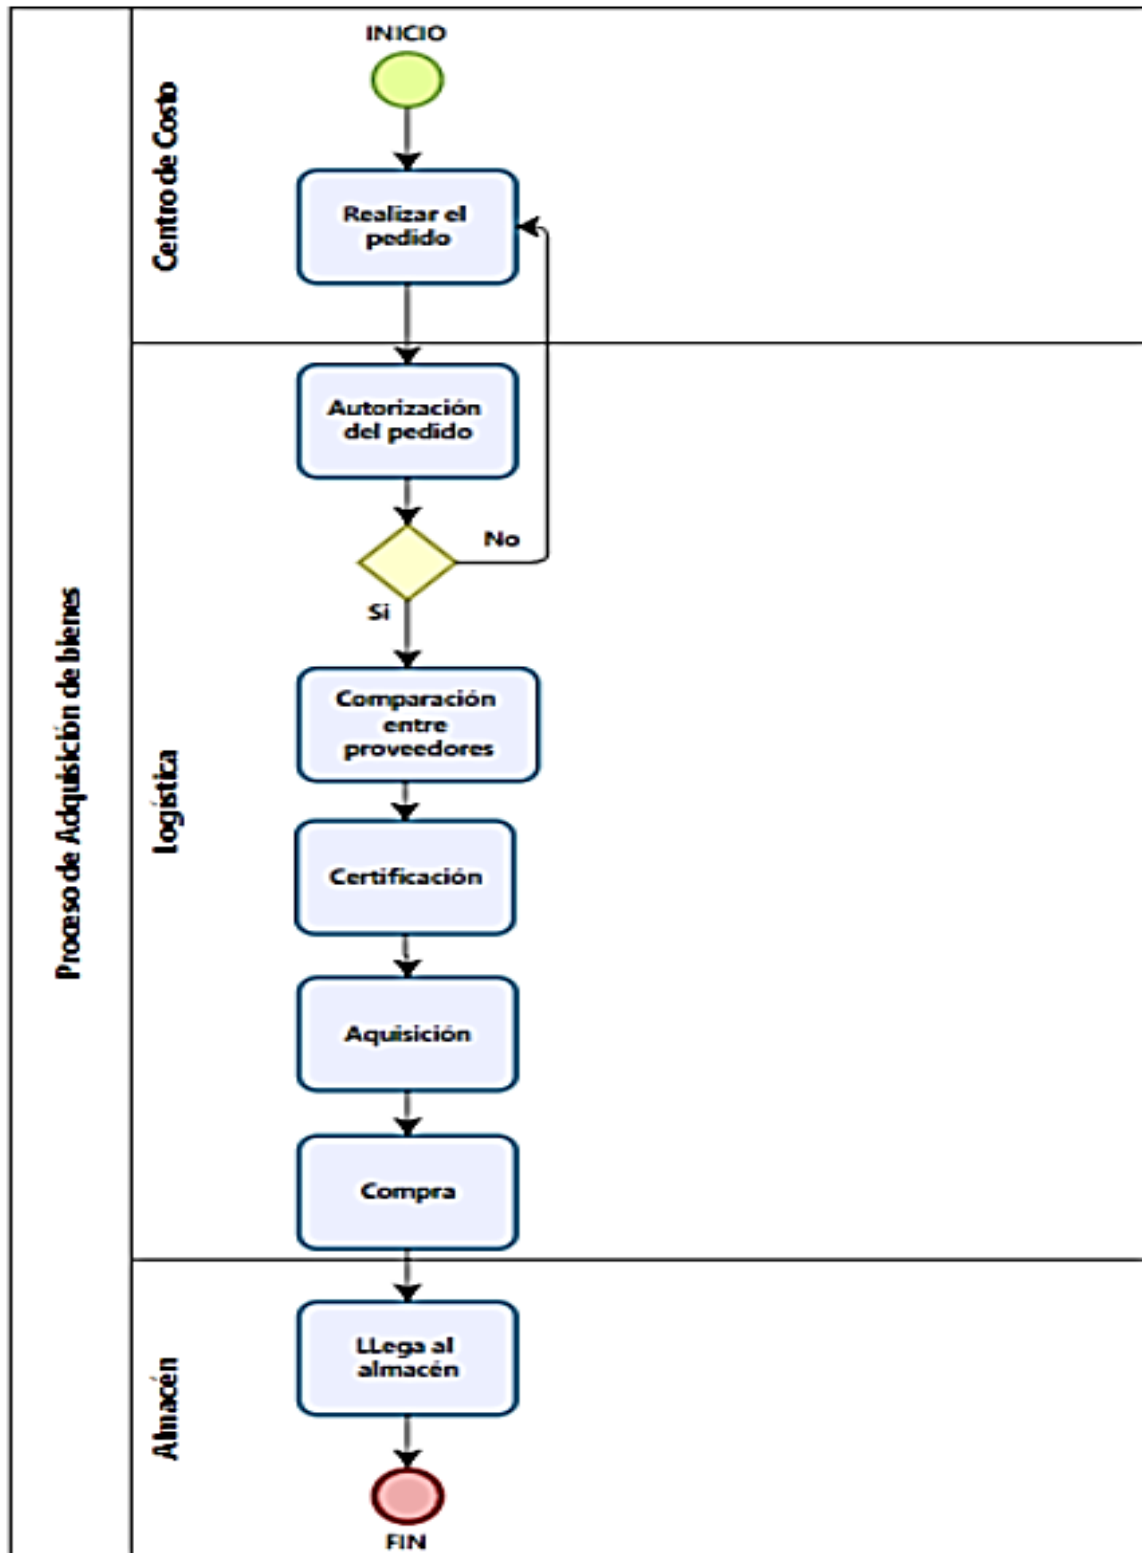 Proceso de Adquisición de bienes
Centro de Costo
INICIO
Realizar el
pedido
Logística
Autorización
del pedido
No
Si
Comparación
entre
proveedores
Certificación
Aquisición
Compra
Almacén
LLega al
almacén
FIN